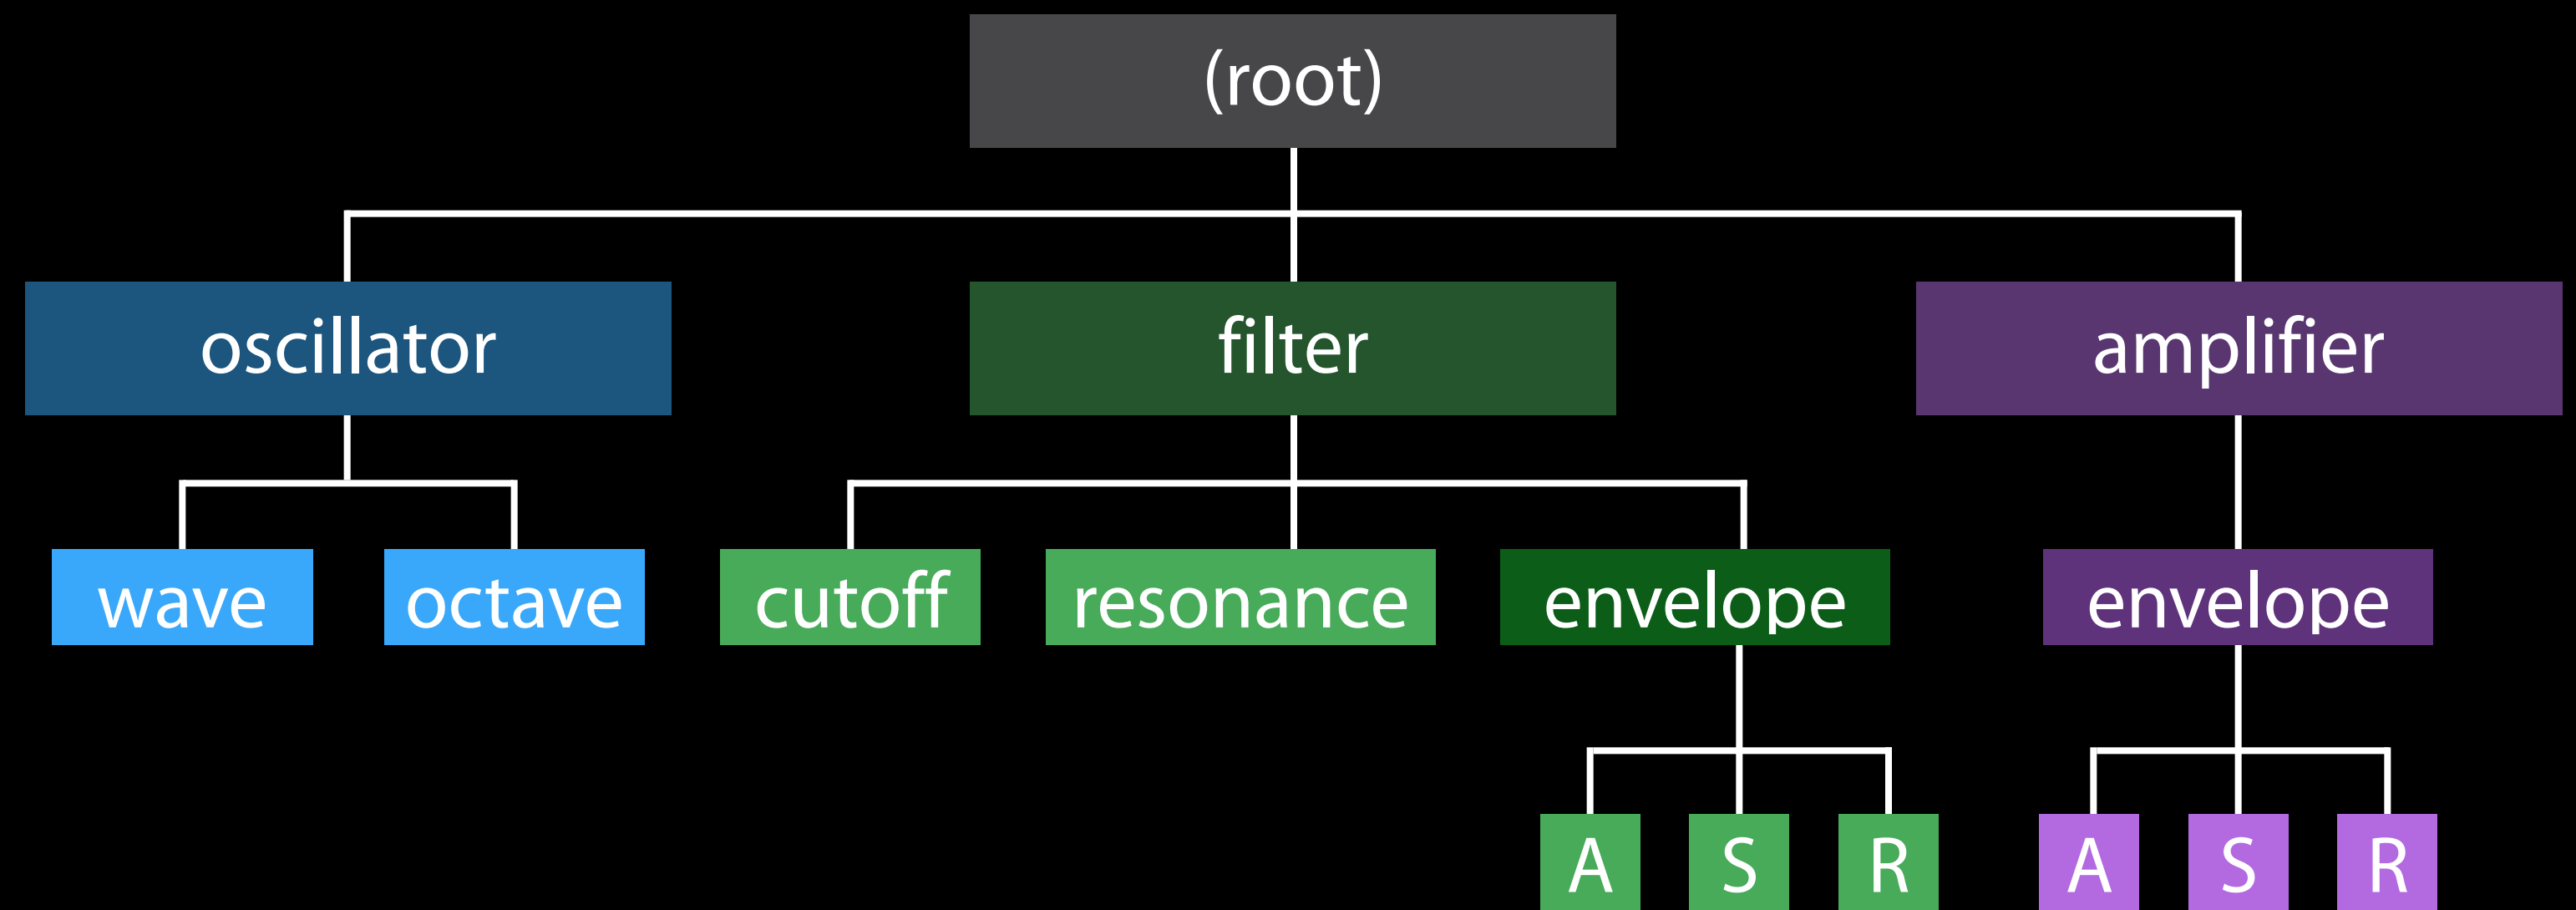 (root)
oscillator
filter
amplifier
wave
octave
cutoff
resonance
envelope
envelope
A
S
R
A
S
R